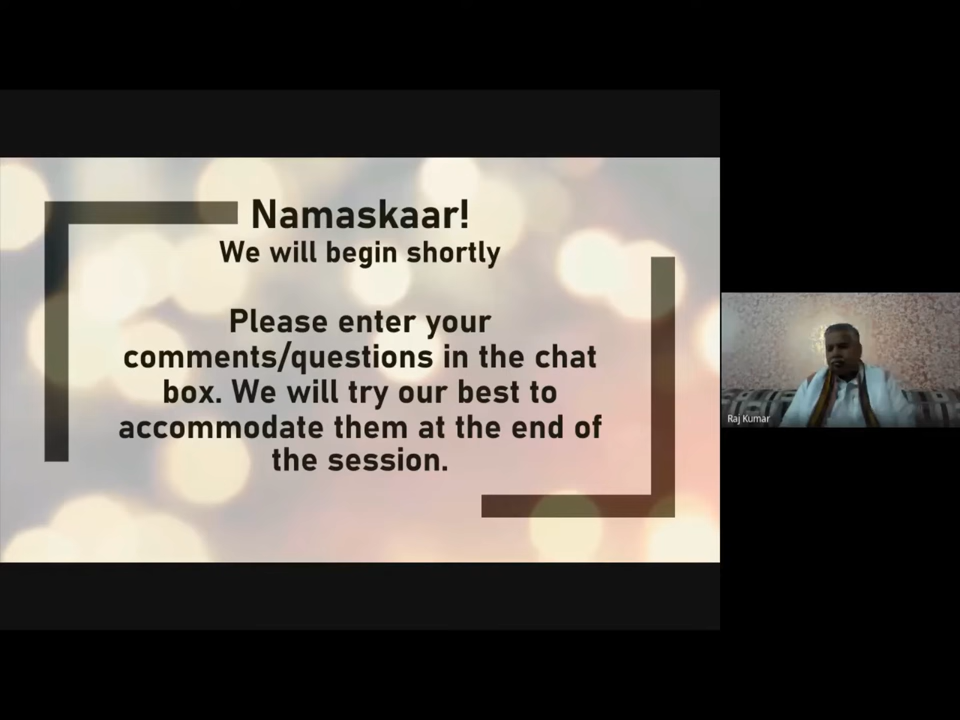 Namaskaar!
We will begin shortly
Please enter your
comments/questions in the chat
box. We will try our best to
accommodate them at the end of
the session.
Raj Kumar